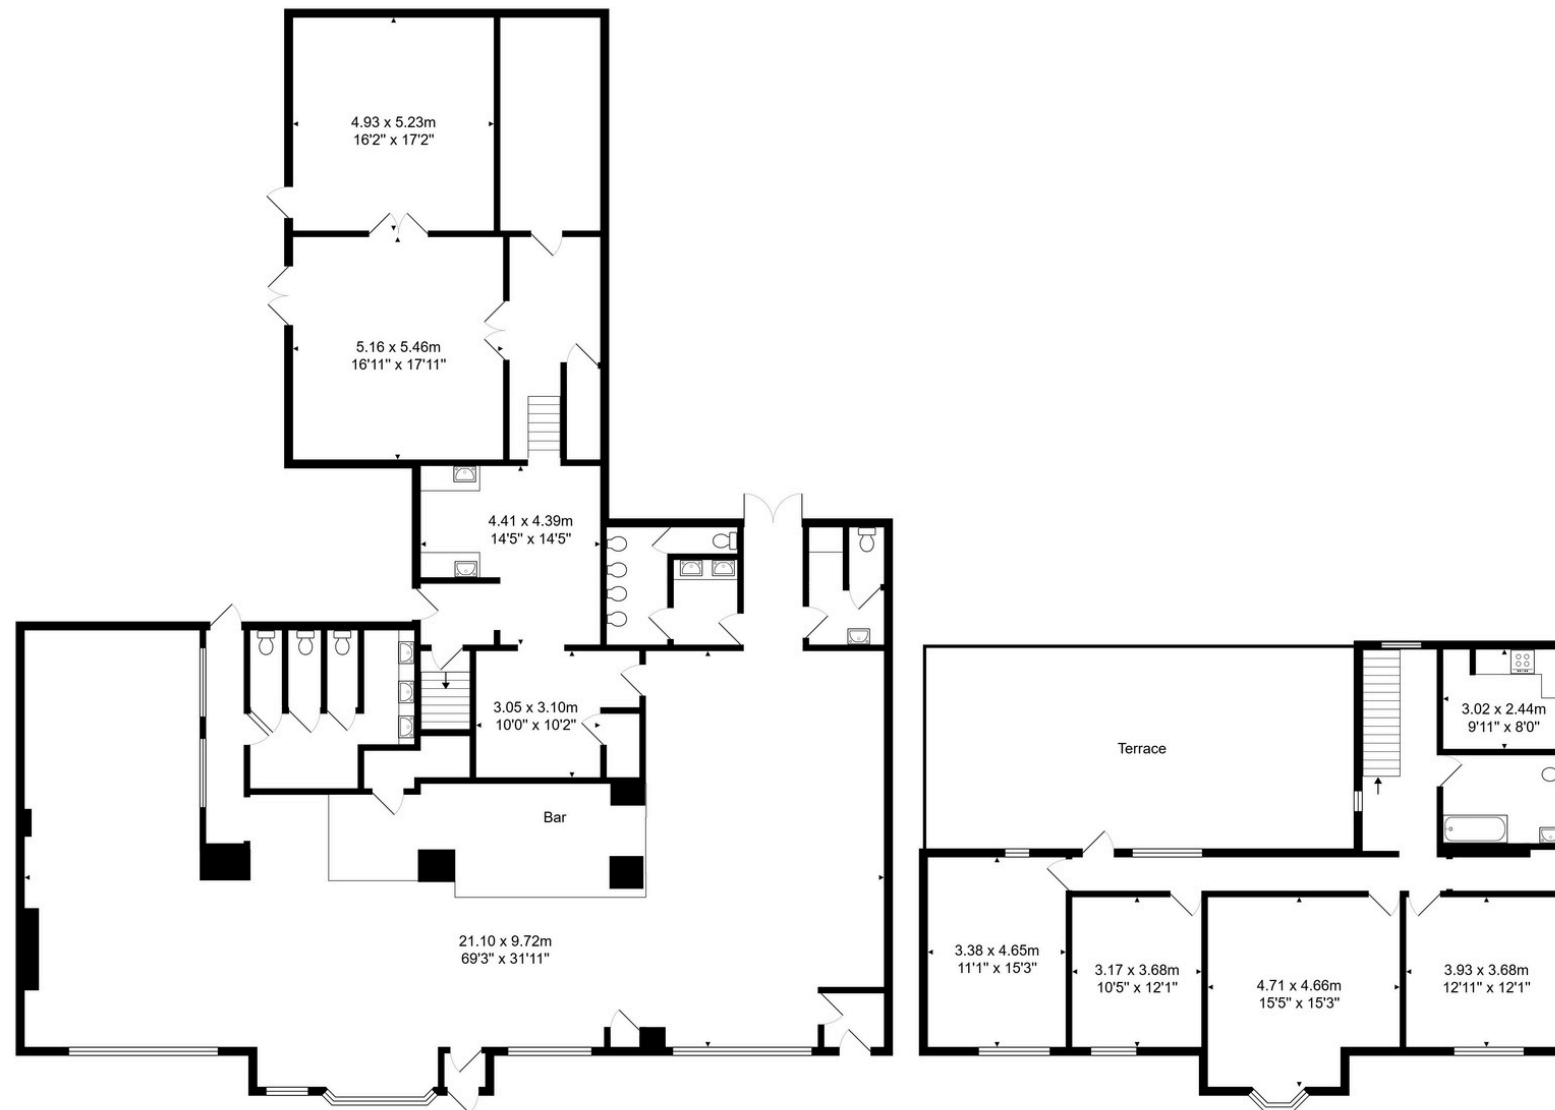 4.93 x 5.23m
16'2" x 17'2"
5.16 x 5.46m
16'11" x 17'11"
4.41 x 4.39m
14'5" x 14'5"
3.05 x 3.10m
10'0" x 10'2"
Bar
21.10 x 9.72m
69'3" x 31'11"
3.02 x 2.44m
9'11" x 8'0"
Terrace
3.38 x 4.65m
11'1" x 15'3"
3.17 x 3.68m
10'5" x 12'1"
4.71 x 4.66m
15'5" x 15'3"
3.93 x 3.68m
12'11" x 12'1"